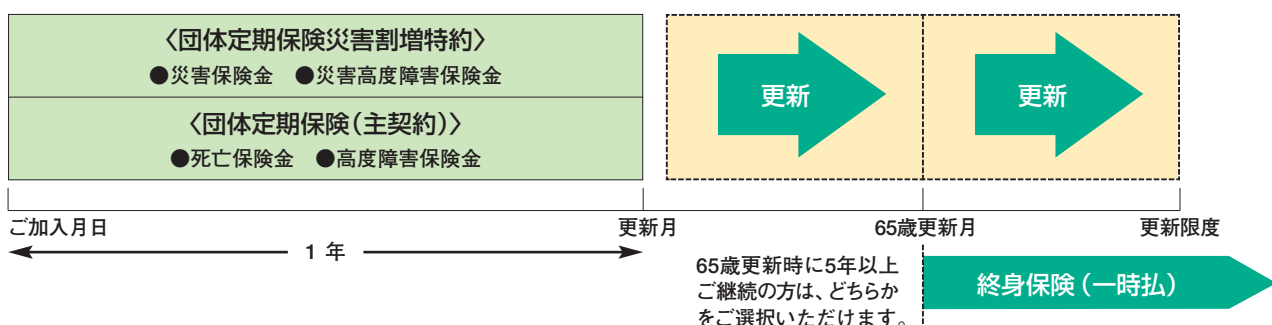 〈団体定期保険災害割増特約〉
●災害保険金 ●災害高度障害保険金
〈団体定期保険(主契約)〉
●死亡保険金 ●高度障害保険金
更新
更新
ご加入月日
更新月
65歳更新月
更新限度
1 年
65歳更新時に5年以上
ご継続の方は、どちらか
をご選択いただけます。
終身保険(一時払)